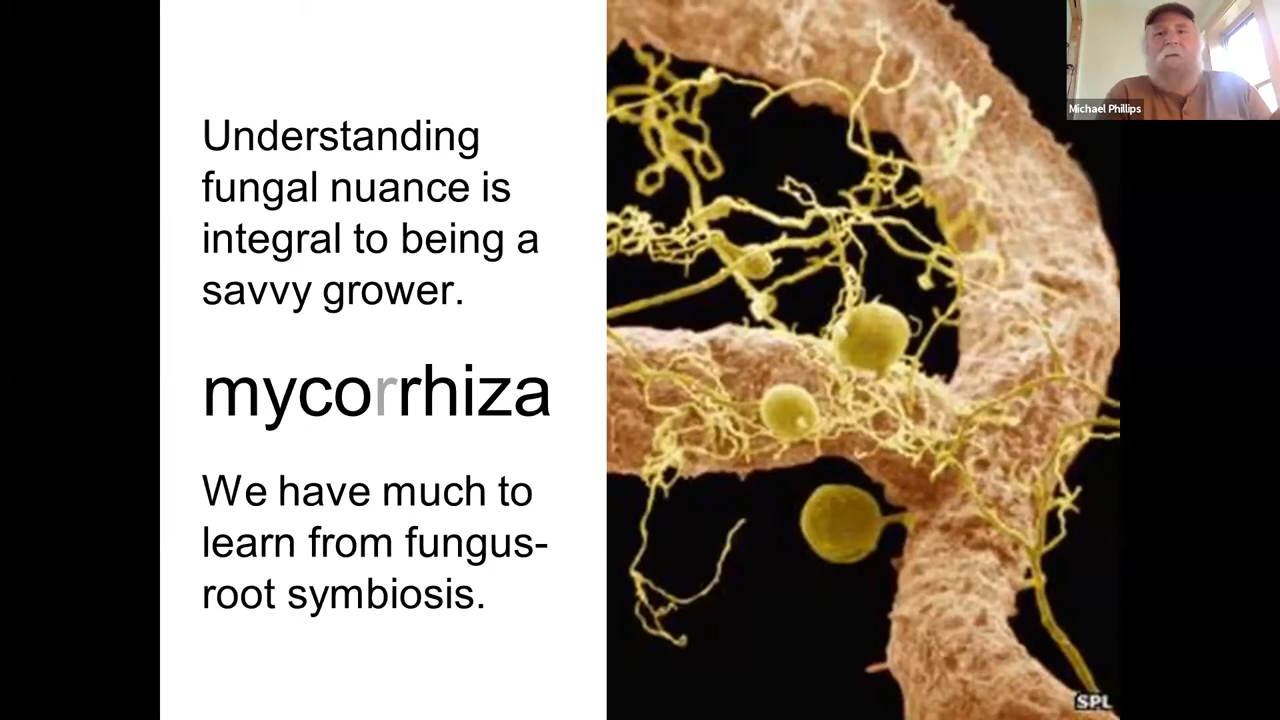 Understanding
fungal nuance is
integral to being a
savvy grower.
mycorrhiza
We have much to
learn from fungus-
root symbiosis.
Michael Phillips
SPL